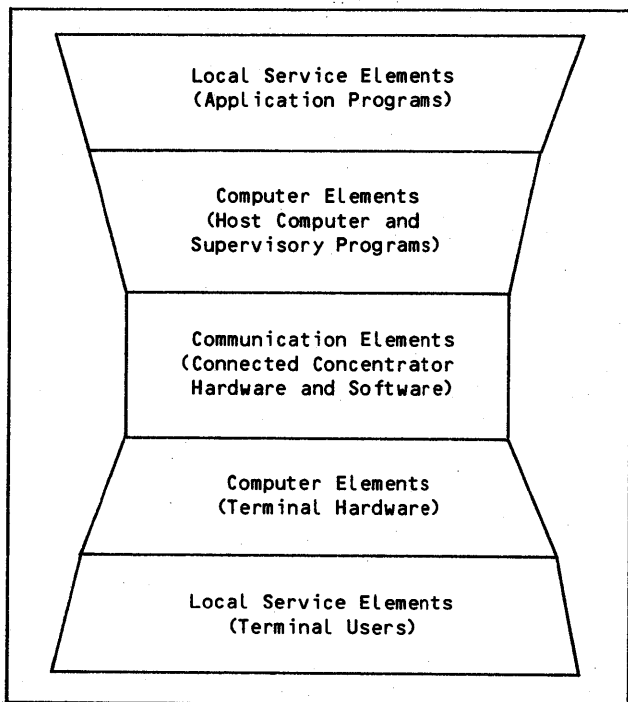 Local Service Elements
(Application Programs)
Computer Elements
(Host Computer and
Supervisory Programs)
Communication Elements
(Connected Concentrator
Hardware and Software)
Computer Elements
(Terminal Hardware)
Local Service Elements
(Terminal Users)